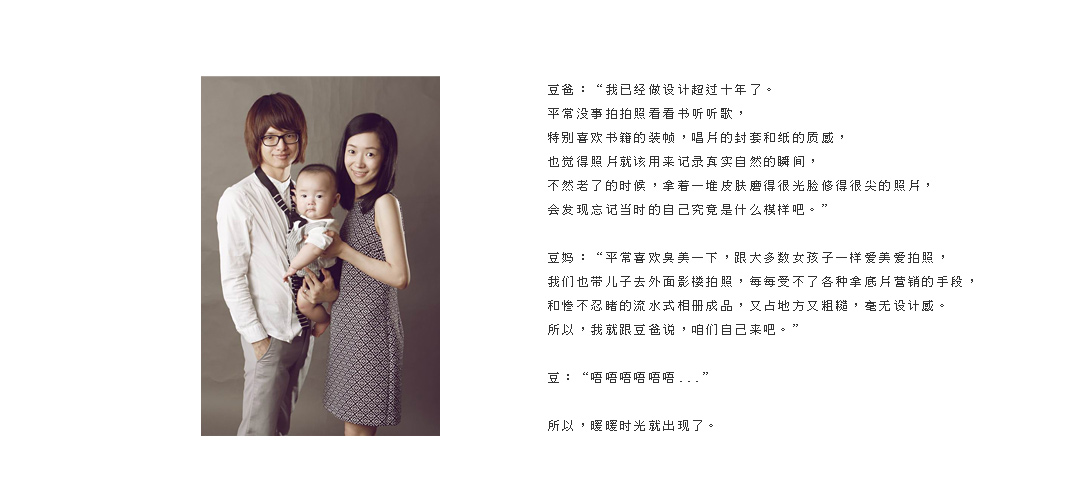 豆爸：“我已经做设计超过十年了。
平常没事拍拍照看看书听听歌，
特别喜欢书籍的装帧，唱片的封套和纸的质感，
也觉得照片就该用来记录真实自然的瞬间，
不然老了的时候，拿着一堆皮肤磨得很光脸修得很尖的照片，
会发现忘记当时的自己究竟是什么模样吧。”
豆妈：“平常喜欢臭美一下，跟大多数女孩子一样爱美爱拍照，
我们也带儿子去外面影楼拍照，每每受不了各种拿底片营销的手段，
和惨不忍睹的流水式相册成品，又占地方又粗糙，毫无设计感。
所以，我就跟豆爸说，咱们自己来吧。”
豆：“唔唔唔唔唔唔...”
所以，暖暖时光就出现了。